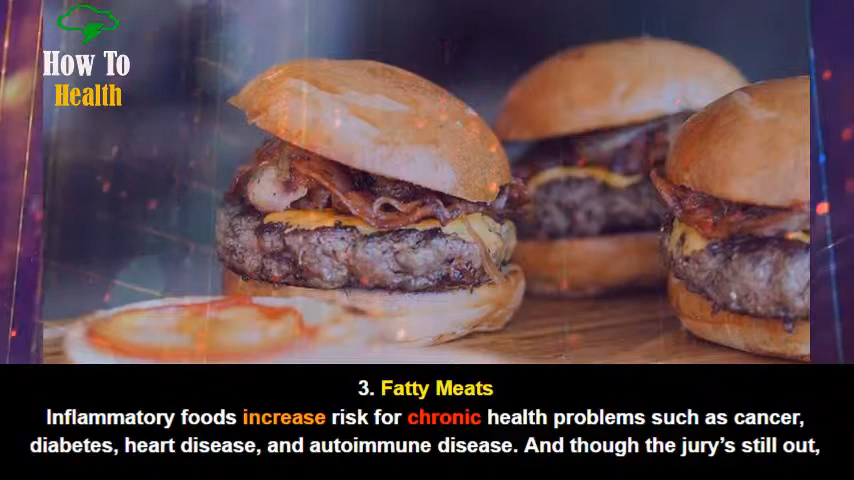 How To
Health
3. Fatty Meats
Inflammatory foods increase risk for chronic health problems such as cancer,
diabetes, heart disease, and autoimmune disease. And though the jury’s still out,